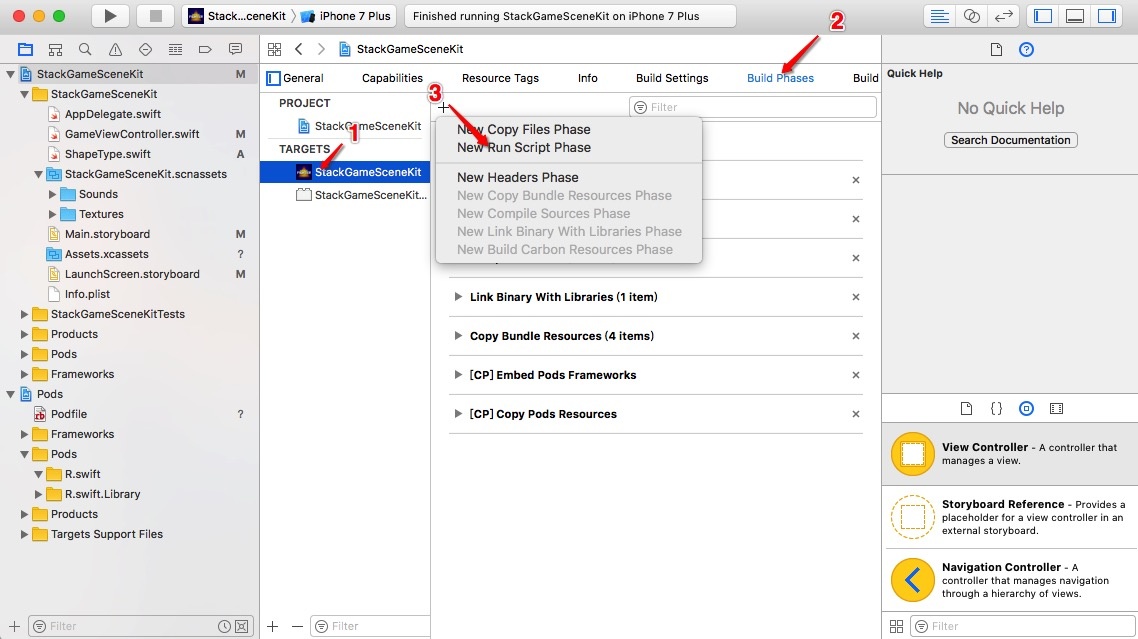 Stack...ceneKit
iPhone 7 Plus
Finished running StackGameSceneKit on iPhone 7 Plus
2
StackGameSceneKit M
StackGameSceneKit
AppDelegate.swift
GameViewController.swift M
ShapeType.swift A
StackGameSceneKit.scnassets
Sounds
Textures
Main.storyboard M
Assets.xcassets ?
LaunchScreen.storyboard M
Info.plist
StackGameSceneKitTests
Products
Pods
Frameworks
Pods
Podfile ?
Frameworks
Pods
R.swift
R.swift.Library
Products
Targets Support Files
Filter
StackGameSceneKit
General Capabilities Resource Tags Info Build Settings Build Phases Build
PROJECT
StackGameSceneKit
1
TARGETS
StackGameSceneKit
StackGameSceneKit...
Filter
3
Filter
New Copy Files Phase
New Run Script Phase
New Headers Phase
New Copy Bundle Resources Phase
New Compile Sources Phase
New Link Binary With Libraries Phase
New Build Carbon Resources Phase
Link Binary With Libraries (1 item)
Copy Bundle Resources (4 items)
[CP] Embed Pods Frameworks
[CP] Copy Pods Resources
Quick Help
No Quick Help
Search Documentation
View Controller - A controller that
manages a view.
Storyboard Reference - Provides a
placeholder for a view controller in an
external storyboard.
Navigation Controller - A
controller that manages navigation
through a hierarchy of views.
Filter